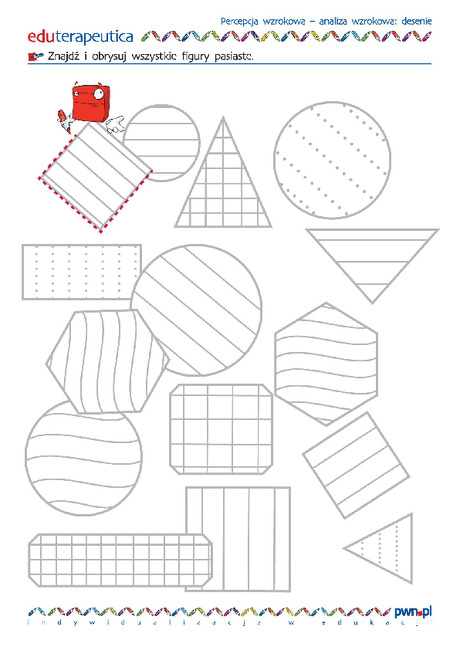 Percepcja wzrokowa – analiza wzrokowa: desenie
eduterapeutica
Znajdź i obrysuj wszystkie figury pasiaste.
pwn.pl
indywidualizacja w edukacji